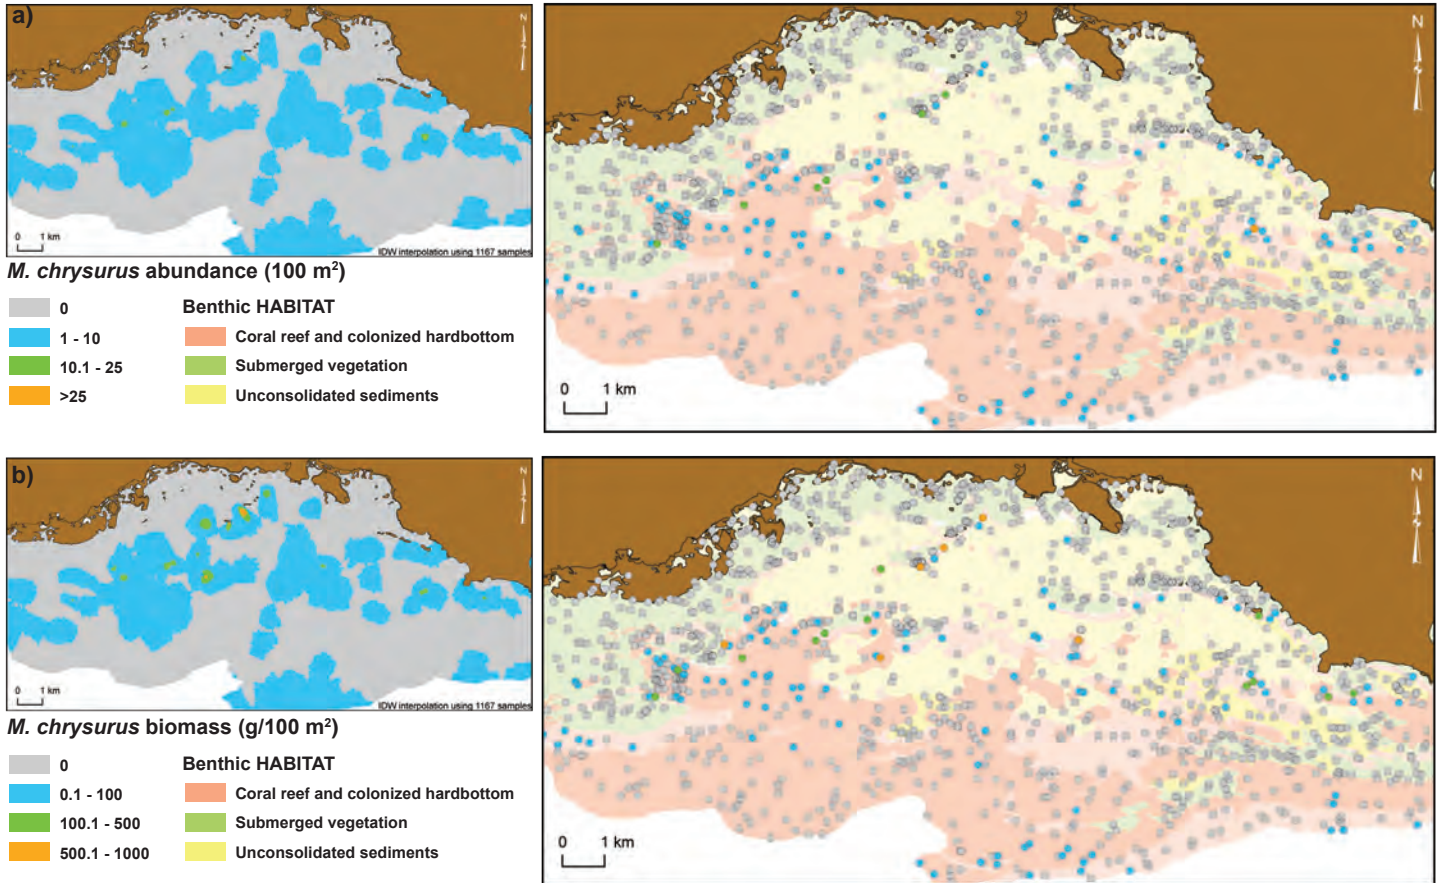 a)
N
0 1 km
IDW interpolation using 1167 samples
N
0 1 km
M. chrysurus abundance (100 m²)
0
Benthic HABITAT
1 - 10
Coral reef and colonized hardbottom
10.1 - 25
Submerged vegetation
>25
Unconsolidated sediments
b)
N
0 1 km
IDW interpolation using 1167 samples
N
0 1 km
M. chrysurus biomass (g/100 m²)
0
Benthic HABITAT
0.1 - 100
Coral reef and colonized hardbottom
100.1 - 500
Submerged vegetation
500.1 - 1000
Unconsolidated sediments